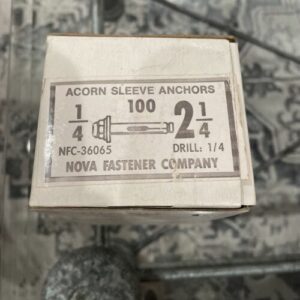 ACORN SLEEVE ANCHORS
1/4 100 2 1/4
NFC-36065 DRILL: 1/4
NOVA FASTENER COMPANY